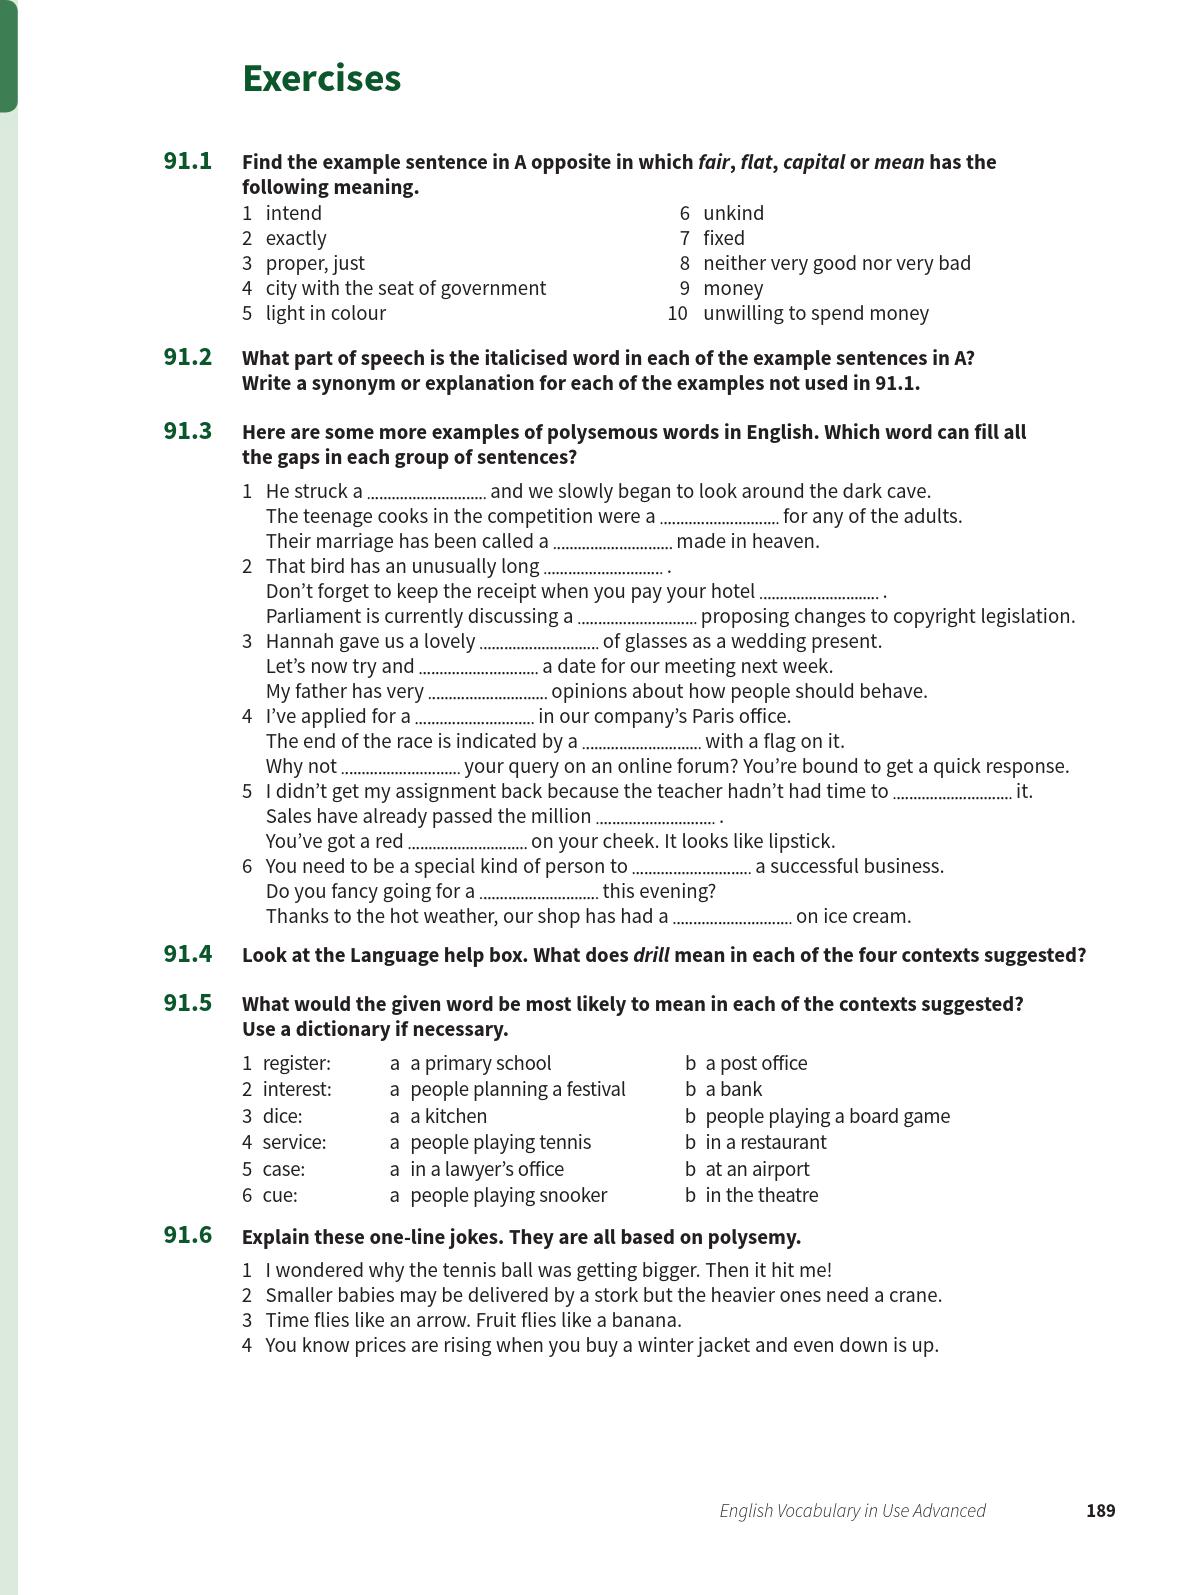 Exercises
91.1 Find the example sentence in A opposite in which fair, flat, capital or mean has the
following meaning.
1 intend
2 exactly
3 proper, just
4 city with the seat of government
5 light in colour
6 unkind
7 fixed
8 neither very good nor very bad
9 money
10 unwilling to spend money
91.2 What part of speech is the italicised word in each of the example sentences in A?
Write a synonym or explanation for each of the examples not used in 91.1.
91.3 Here are some more examples of polysemous words in English. Which word can fill all
the gaps in each group of sentences?
1 He struck a ............................. and we slowly began to look around the dark cave.
The teenage cooks in the competition were a ............................. for any of the adults.
Their marriage has been called a ............................. made in heaven.
2 That bird has an unusually long ............................. .
Don’t forget to keep the receipt when you pay your hotel ............................. .
Parliament is currently discussing a ............................. proposing changes to copyright legislation.
3 Hannah gave us a lovely ............................. of glasses as a wedding present.
Let’s now try and ............................. a date for our meeting next week.
My father has very ............................. opinions about how people should behave.
4 I’ve applied for a ............................. in our company’s Paris office.
The end of the race is indicated by a ............................. with a flag on it.
Why not ............................. your query on an online forum? You’re bound to get a quick response.
5 I didn’t get my assignment back because the teacher hadn’t had time to ............................. it.
Sales have already passed the million ............................. .
You’ve got a red ............................. on your cheek. It looks like lipstick.
6 You need to be a special kind of person to ............................. a successful business.
Do you fancy going for a ............................. this evening?
Thanks to the hot weather, our shop has had a ............................. on ice cream.
91.4 Look at the Language help box. What does drill mean in each of the four contexts suggested?
91.5 What would the given word be most likely to mean in each of the contexts suggested?
Use a dictionary if necessary.
1 register: a a primary school b a post office
2 interest: a people planning a festival b a bank
3 dice: a a kitchen b people playing a board game
4 service: a people playing tennis b in a restaurant
5 case: a in a lawyer’s office b at an airport
6 cue: a people playing snooker b in the theatre
91.6 Explain these one-line jokes. They are all based on polysemy.
1 I wondered why the tennis ball was getting bigger. Then it hit me!
2 Smaller babies may be delivered by a stork but the heavier ones need a crane.
3 Time flies like an arrow. Fruit flies like a banana.
4 You know prices are rising when you buy a winter jacket and even down is up.
English Vocabulary in Use Advanced 189